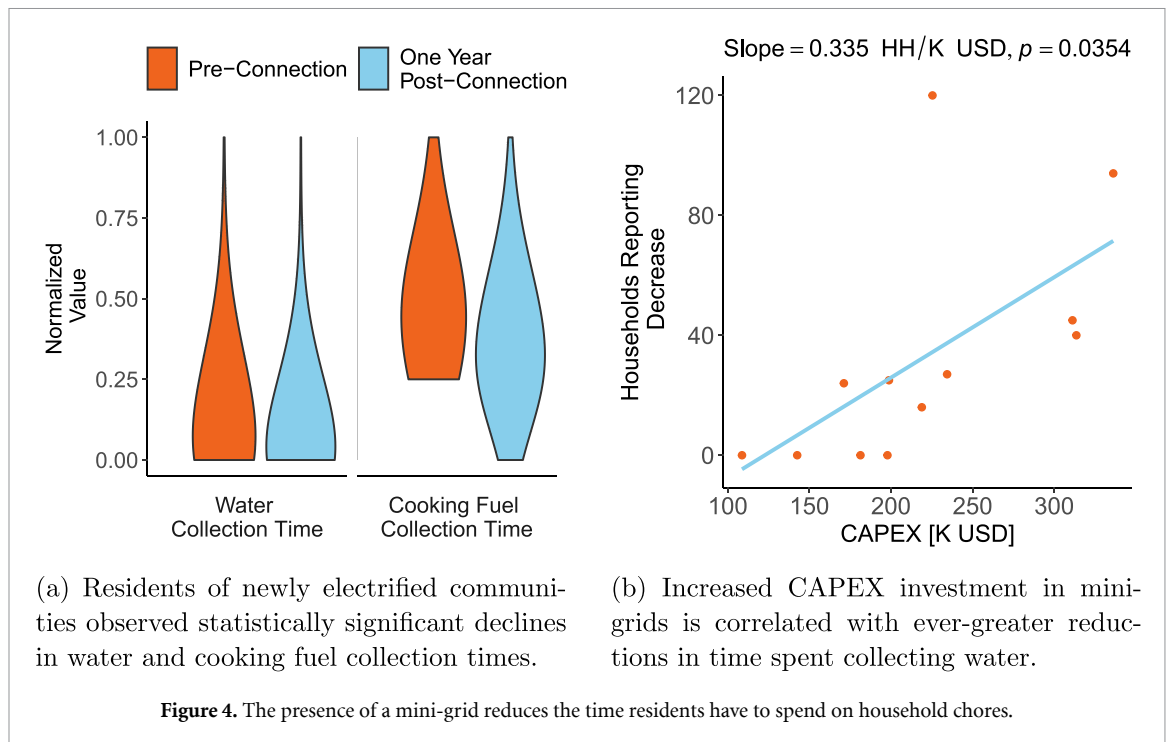 Pre−Connection
One Year
Post−Connection
1.00
0.75
0.50
0.25
0.00
Normalized
Value
Water
Collection Time
Cooking Fuel
Collection Time
Slope = 0.335 HH/K USD, p = 0.0354
120
80
40
0
Households Reporting
Decrease
100
150
200
250
300
CAPEX [K USD]
(a) Residents of newly electrified communi-
ties observed statistically significant declines
in water and cooking fuel collection times.
(b) Increased CAPEX investment in mini-
grids is correlated with ever-greater reduc-
tions in time spent collecting water.
Figure 4. The presence of a mini-grid reduces the time residents have to spend on household chores.